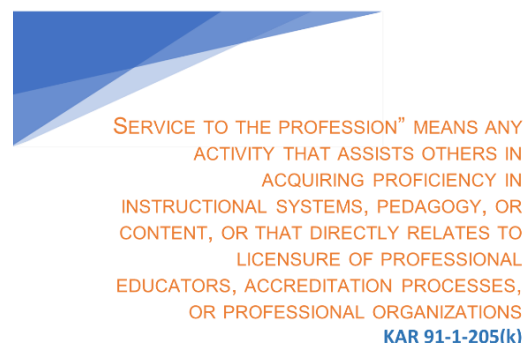 SERVICE TO THE PROFESSION” MEANS ANY
ACTIVITY THAT ASSISTS OTHERS IN
ACQUIRING PROFICIENCY IN
INSTRUCTIONAL SYSTEMS, PEDAGOGY, OR
CONTENT, OR THAT DIRECTLY RELATES TO
LICENSURE OF PROFESSIONAL
EDUCATORS, ACCREDITATION PROCESSES,
OR PROFESSIONAL ORGANIZATIONS
KAR 91-1-205(k)